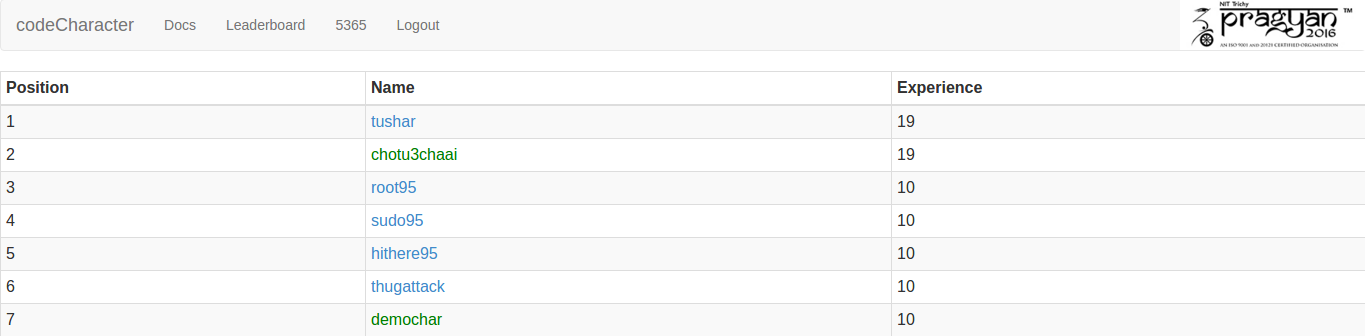 codeCharacter Docs Leaderboard 5365 Logout
NIT Trichy
pragyan TM
2016
AN ISO 9001 AND 20121 CERTIFIED ORGANISATION
Position Name Experience
1 tushar 19
2 chotu3chaai 19
3 root95 10
4 sudo95 10
5 hithere95 10
6 thugattack 10
7 demochar 10